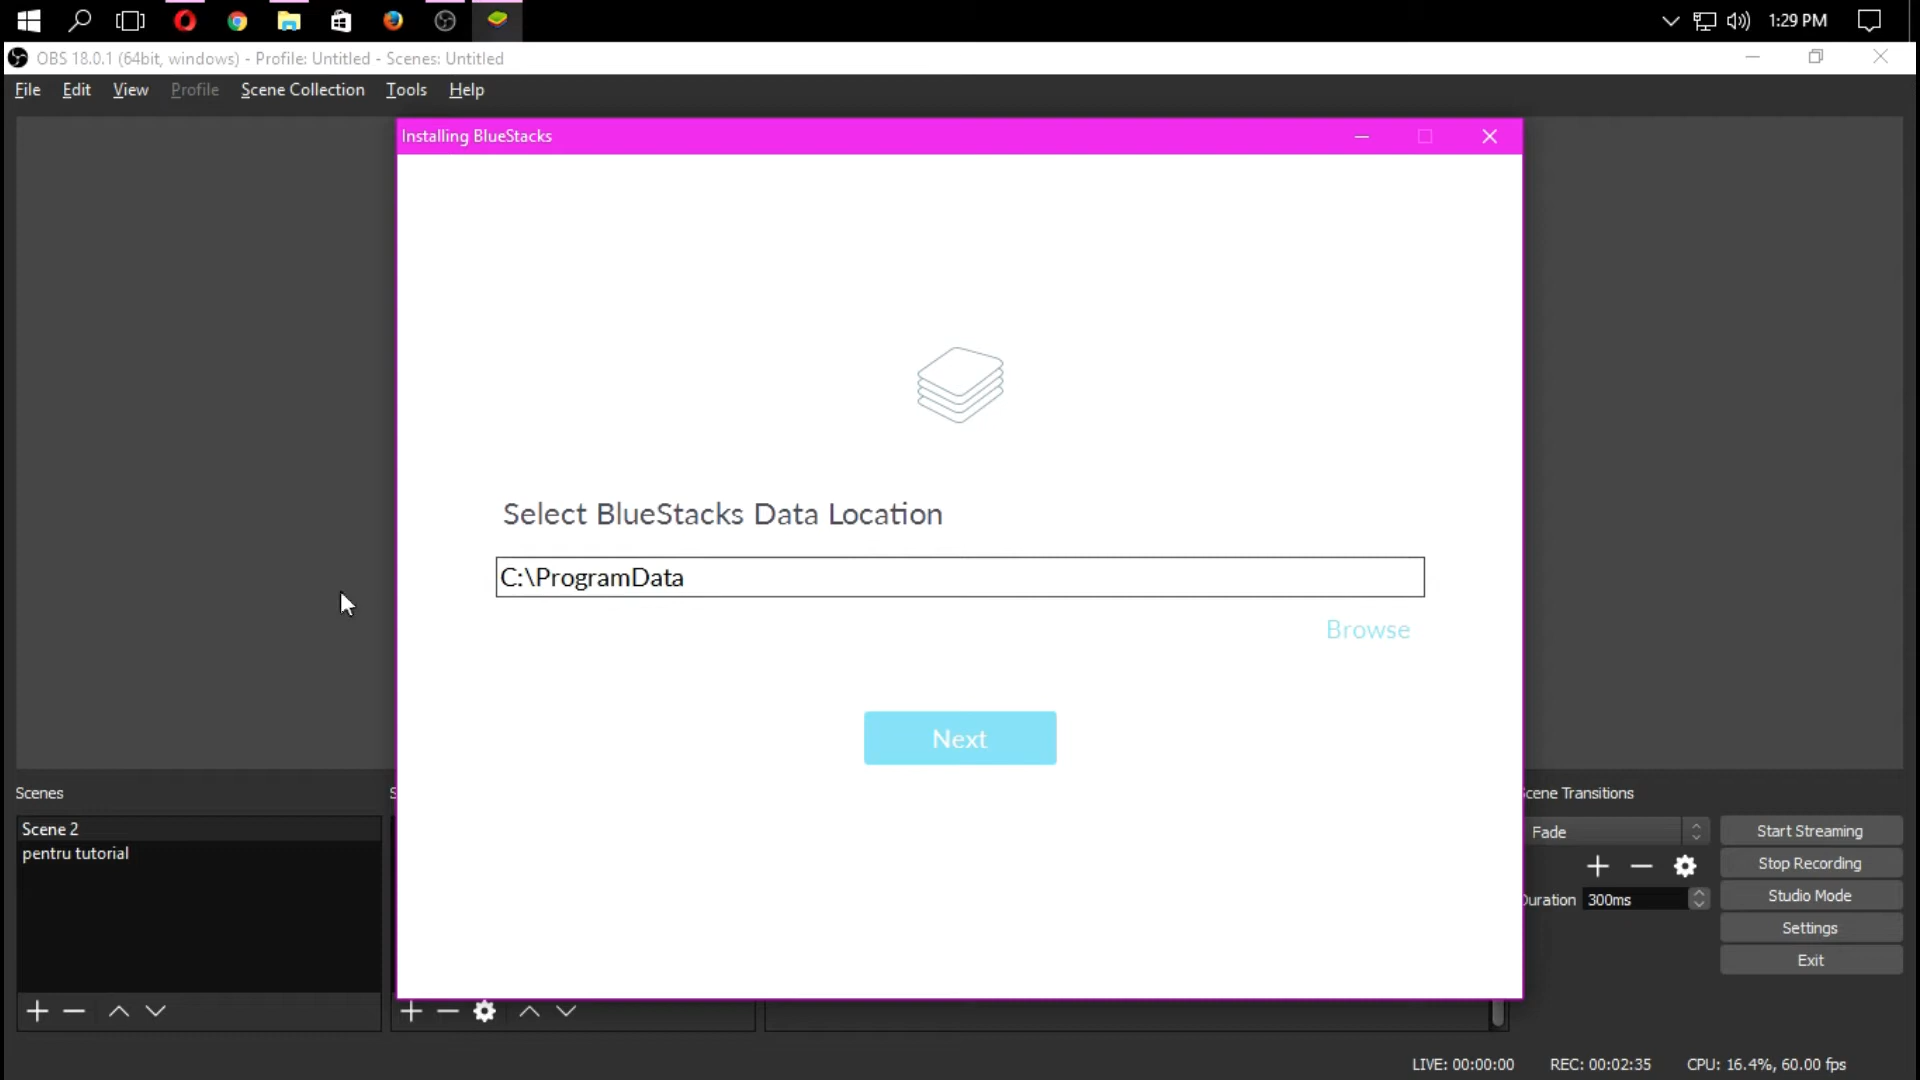 1:29 PM
OBS 18.0.1 (64bit, windows) - Profile: Untitled - Scenes: Untitled
File Edit View Profile Scene Collection Tools Help
Installing BlueStacks
Select BlueStacks Data Location
C:\ProgramData
Browse
Next
Scenes
S
cene Transitions
Scene 2
pentru tutorial
Fade
Duration 300ms
Start Streaming
Stop Recording
Studio Mode
Settings
Exit
LIVE: 00:00:00 REC: 00:02:35 CPU: 16.4%, 60.00 fps